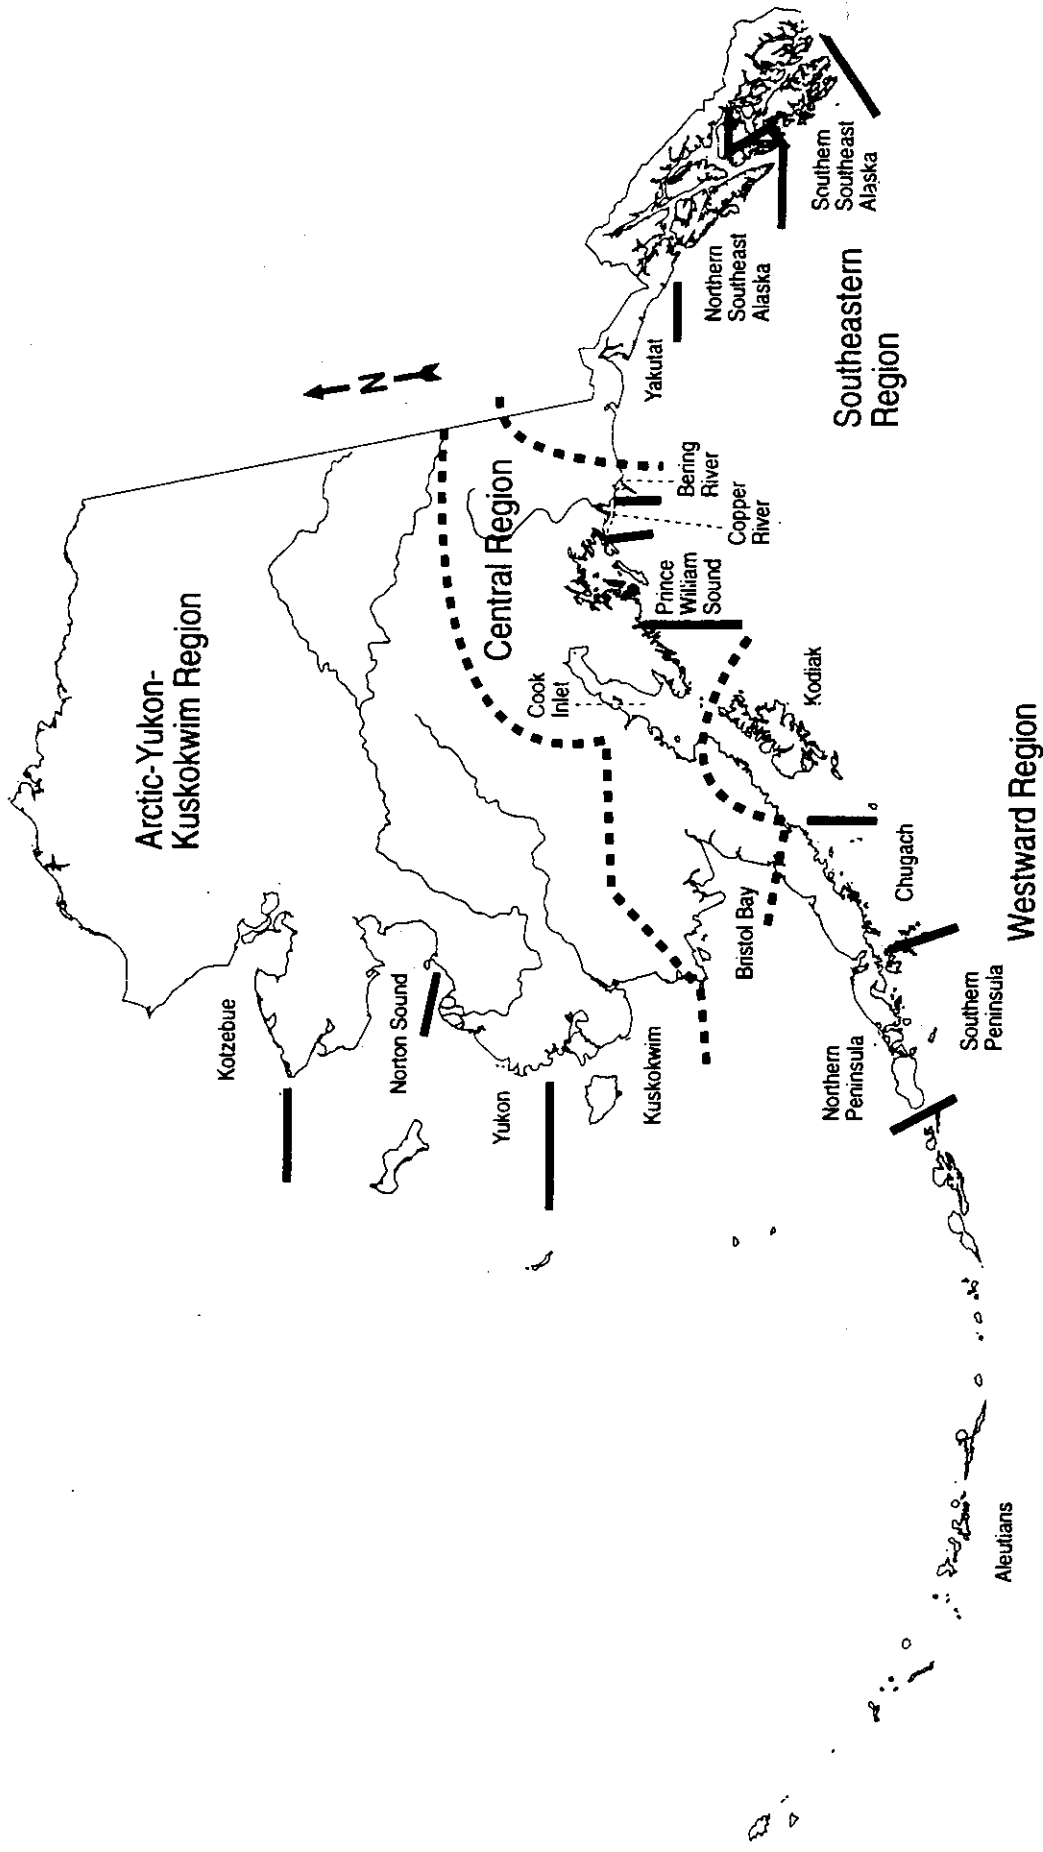 Arctic-Yukon-
Kuskokwim Region
Kotzebue
Norton Sound
Yukon
Kuskokwim
N
Central Region
Cook
Inlet
Prince
William
Sound
Copper
River
Bering
River
Bristol Bay
Yakutat
Northern
Southeast
Alaska
Southern
Southeast
Alaska
Southeastern
Region
Kodiak
Chugach
Northern
Peninsula
Southern
Peninsula
Aleutians
Westward Region